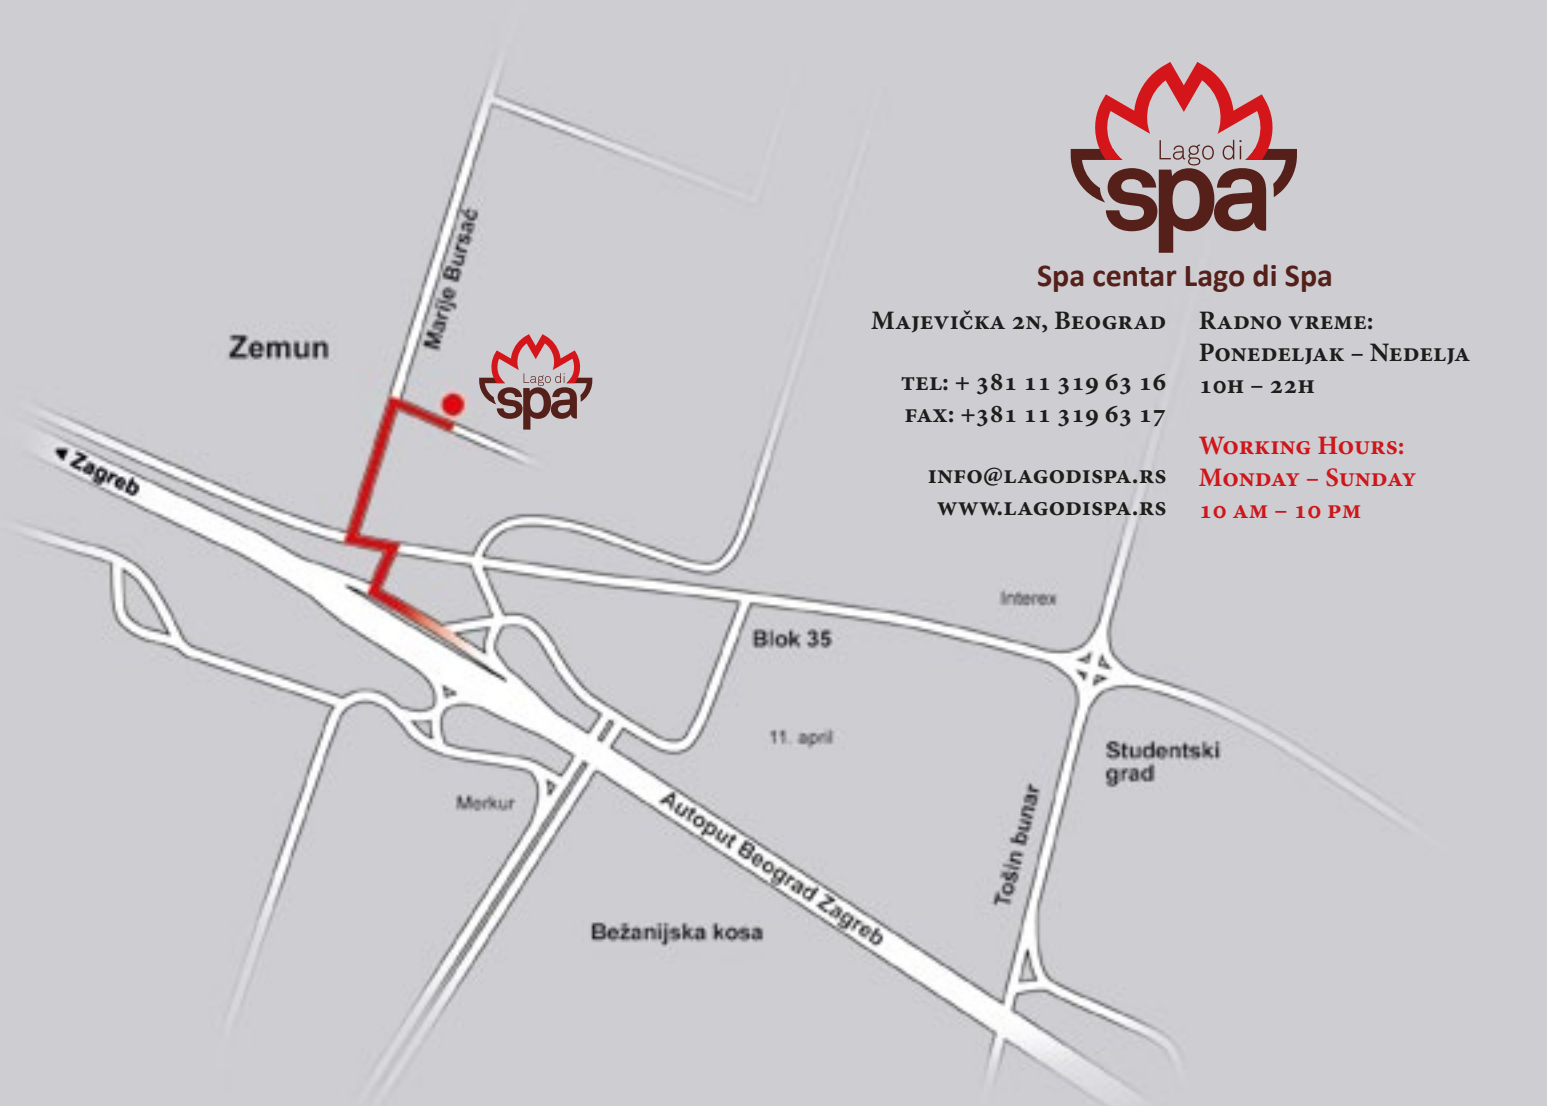 Lago di
spa
Spa centar Lago di Spa
Majevička 2n, Beograd
tel: + 381 11 319 63 16
fax: +381 11 319 63 17
info@lagodispa.rs
www.lagodispa.rs
Radno vreme:
Ponedeljak – Nedelja
10h – 22h
Working Hours:
Monday – Sunday
10 am – 10 pm
Marije Bursać
Zemun
Lago di
spa
Zagreb
Interex
Blok 35
11. april
Studentski
grad
Merkur
Tošin bunar
Autoput Beograd Zagreb
Bežanijska kosa